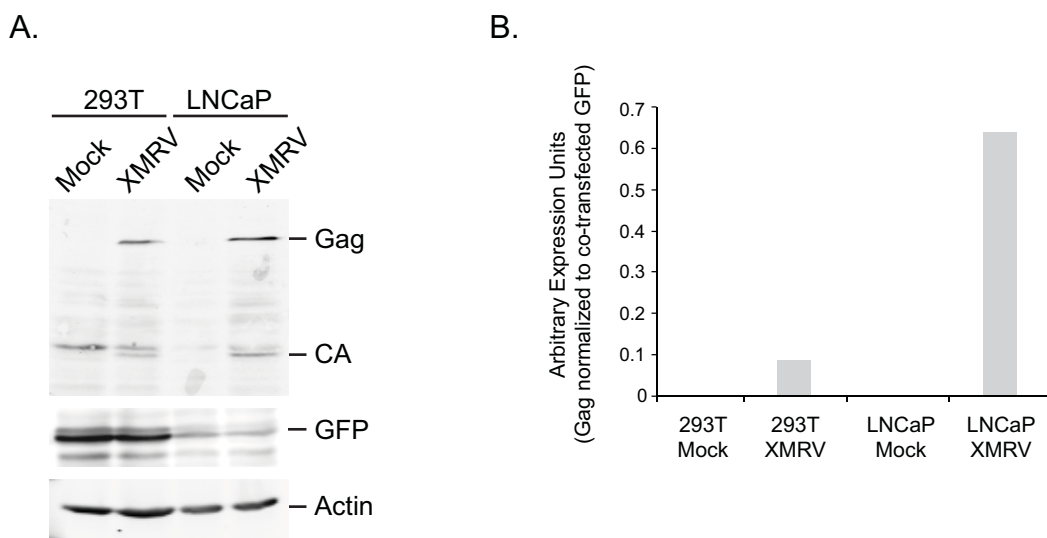 A.
293T LNCaP
Mock XMRV Mock XMRV
Gag
CA
GFP
Actin
B.
Arbitrary Expression Units
(Gag normalized to co-transfected GFP)
0.7
0.6
0.5
0.4
0.3
0.2
0.1
0
293T 293T LNCaP LNCaP
Mock XMRV Mock XMRV